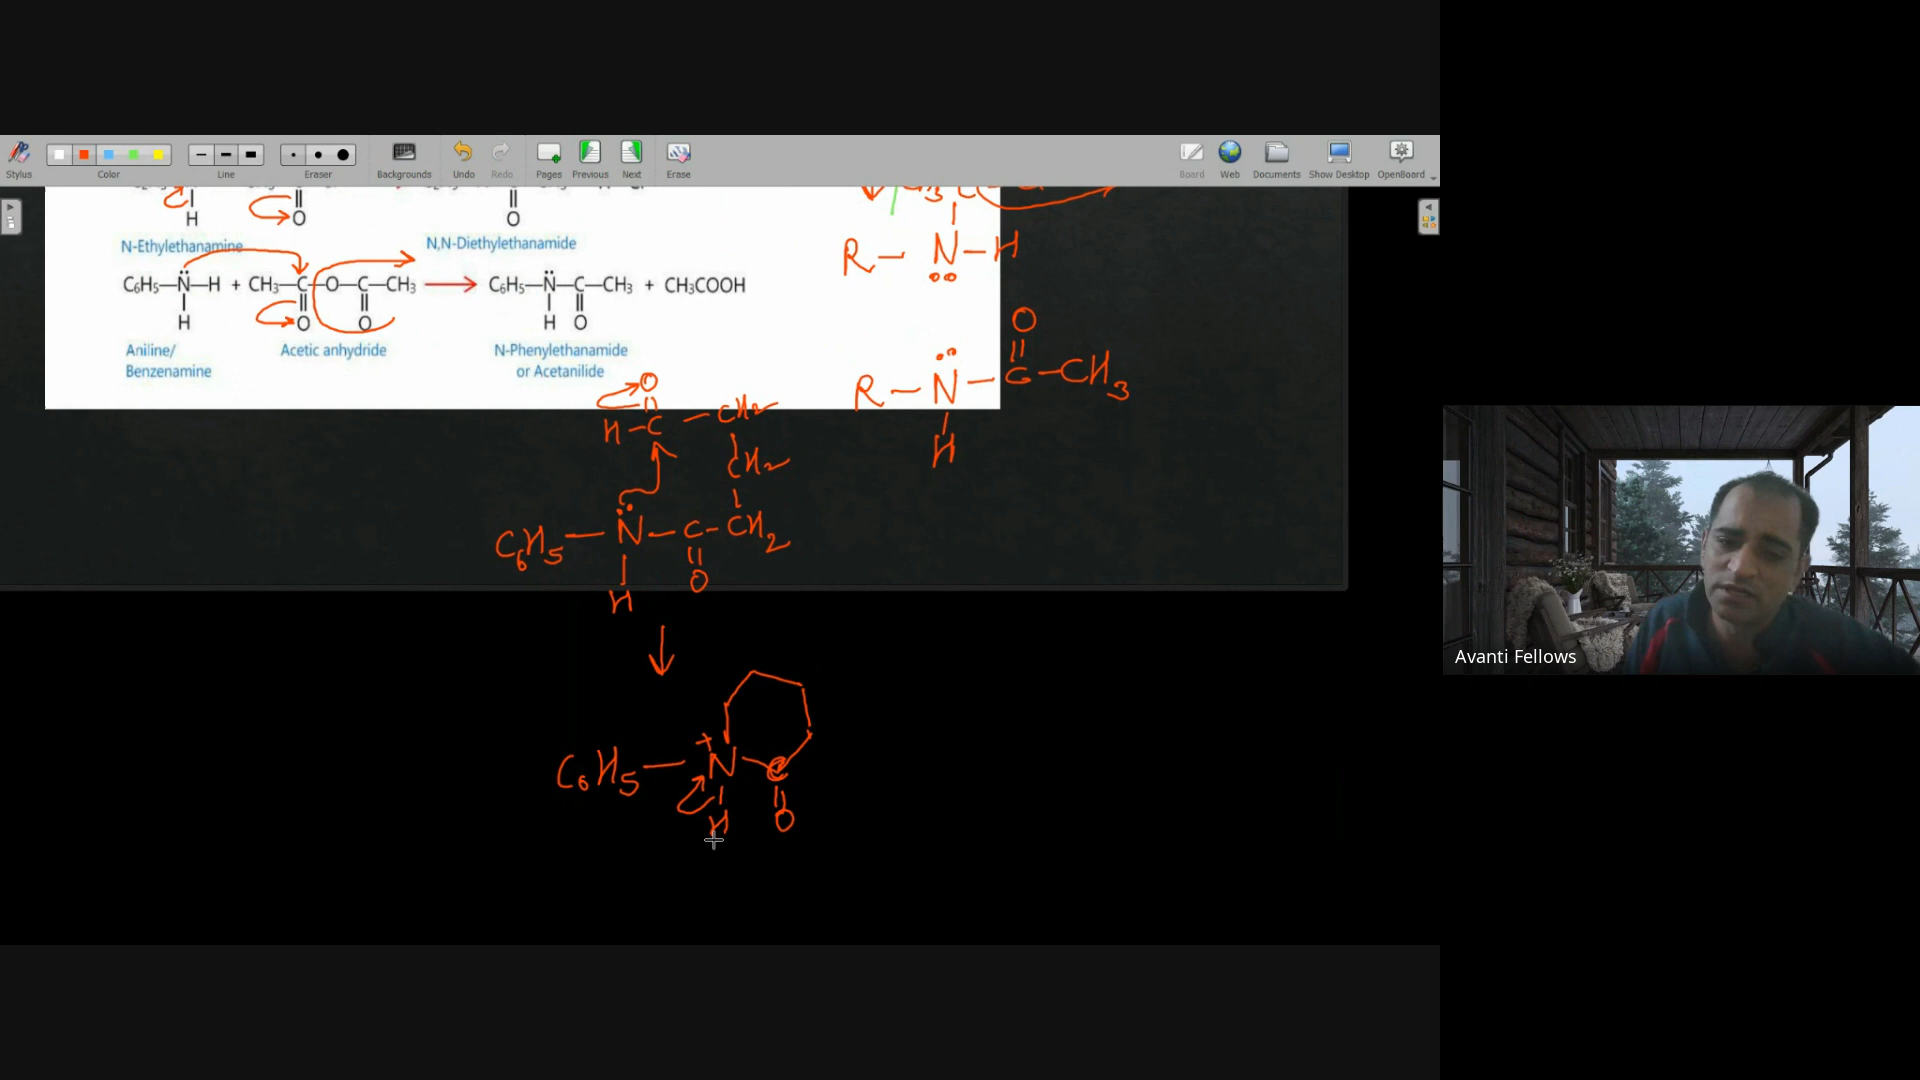 Stylus Color Line Eraser Backgrounds Undo Redo Pages Previous Next Erase Board Web Documents Show Desktop OpenBoard
H O O
N-Ethylethanamine N,N-Diethylethanamide
R – N – H
C₆H₅—N̈—H + CH₃—C—O—C—CH₃ ⟶ C₆H₅—N̈—C—CH₃ + CH₃COOH
H O O H O
Aniline/ Acetic anhydride N-Phenylethanamide
Benzenamine or Acetanilide
O
R – N̈ – C – CH₃
H
O
H – C – CH₂
CH₂
C₆H₅ – N̈ – C – CH₂
H O
↓
C₆H₅ – N⁺ – C
H O
Avanti Fellows